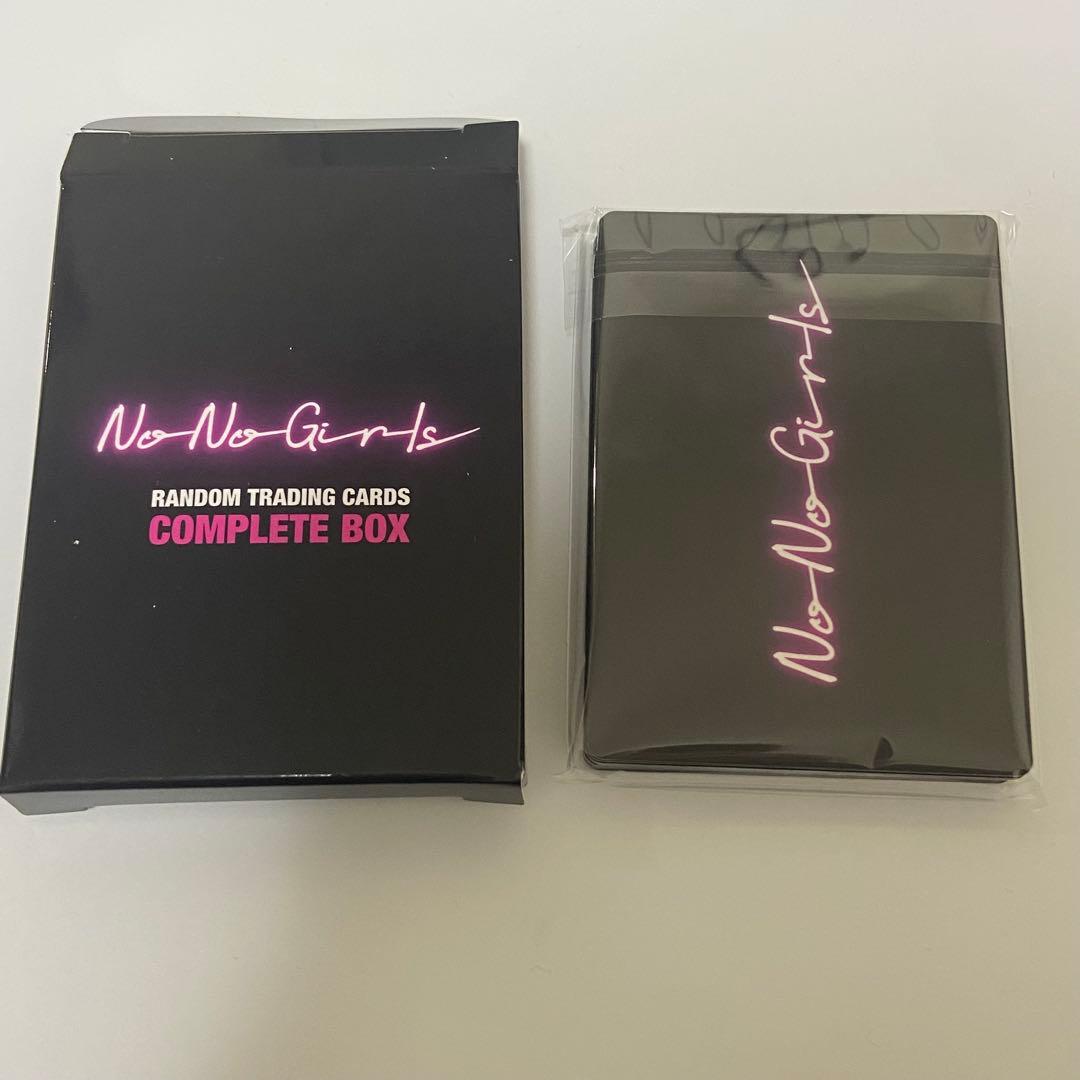 No No Girls
RANDOM TRADING CARDS
COMPLETE BOX
No No Girls